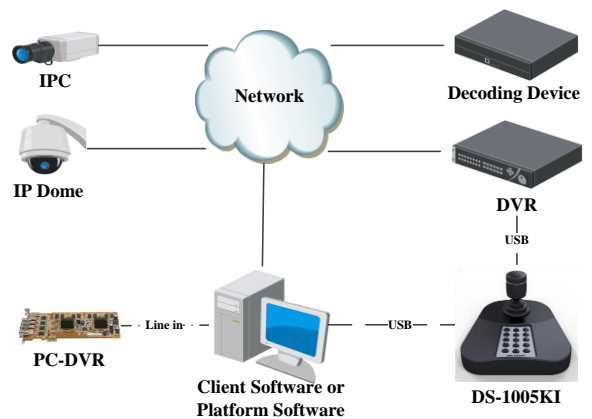 IPC
Network
Decoding Device
IP Dome
DVR
USB
Line in
USB
PC-DVR
Client Software or
Platform Software
DS-1005KI